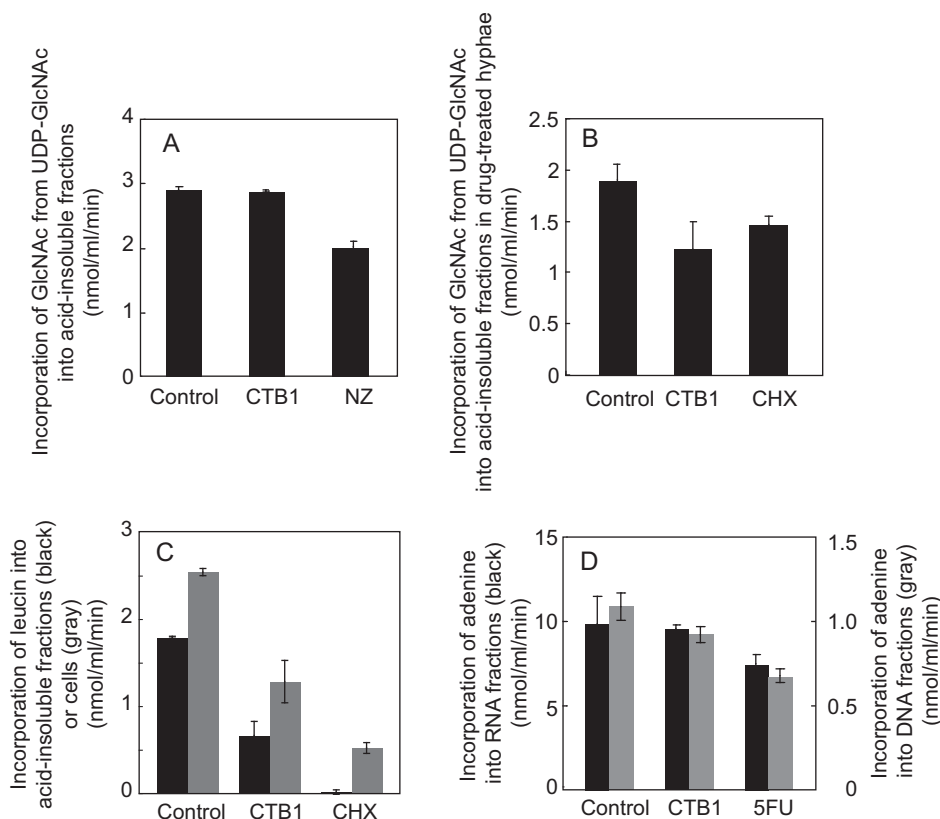 Incorporation of GlcNAc from UDP-GlcNAc
into acid-insoluble fractions
(nmol/ml/min)
4
3
2
1
0
A
Control CTB1 NZ
Incorporation of GlcNAc from UDP-GlcNAc
into acid-insoluble fractions in drug-treated hyphae
(nmol/ml/min)
2.5
2
1.5
1
0.5
0
B
Control CTB1 CHX
Incorporation of leucin into
acid-insoluble fractions (black)
or cells (gray)
(nmol/ml/min)
3
2
1
0
C
Control CTB1 CHX
Incorporation of adenine
into RNA fractions (black)
(nmol/ml/min)
15
10
5
0
D
Control CTB1 5FU
1.5
1.0
0.5
0
Incorporation of adenine
into DNA fractions (gray)
(nmol/ml/min)